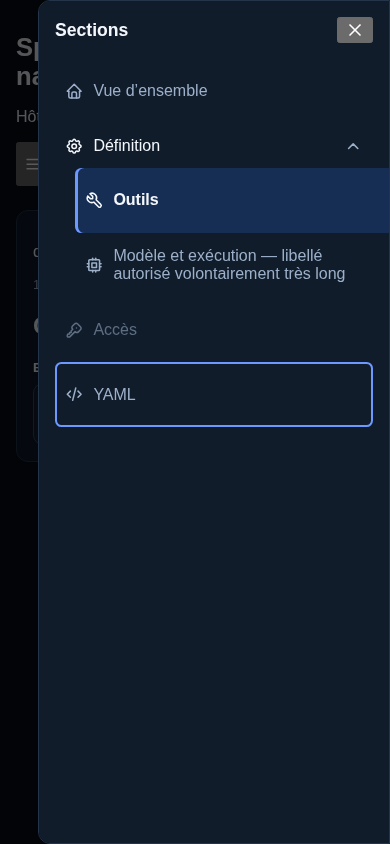 Sections
Vue d’ensemble
Définition
Outils
Modèle et exécution — libellé
autorisé volontairement très long
Accès
YAML